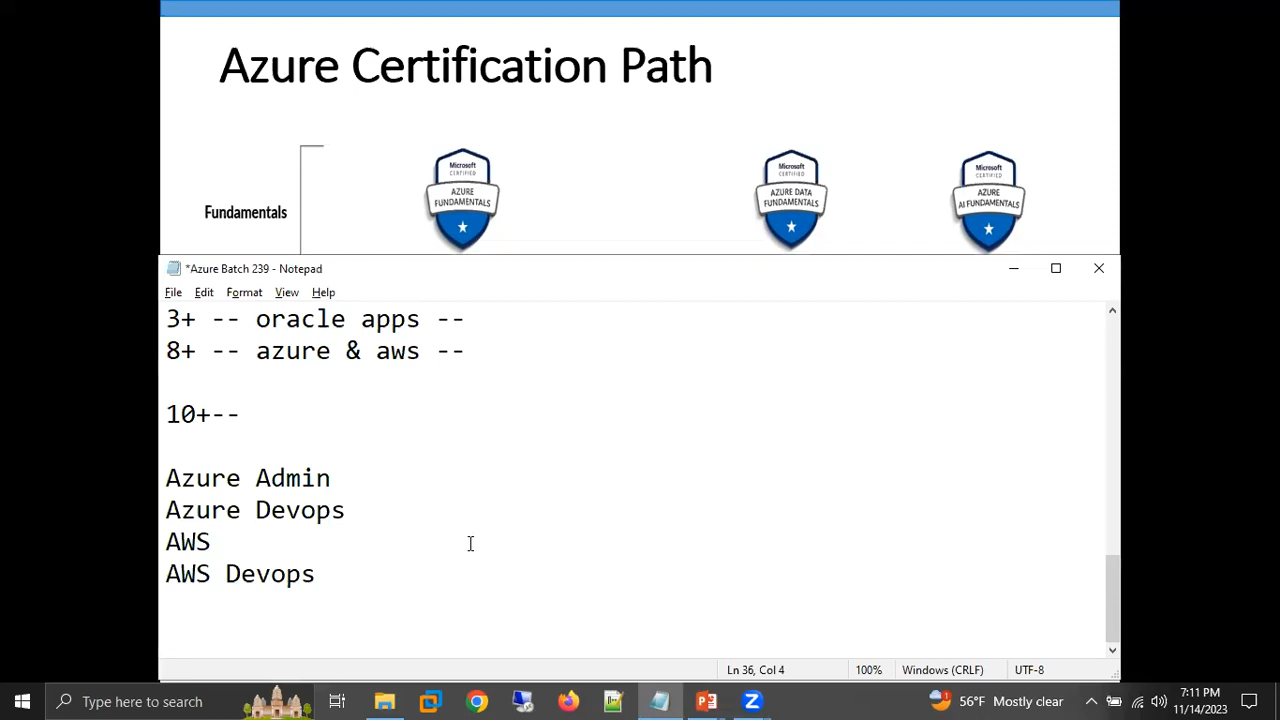 Azure Certification Path
Fundamentals
Microsoft
CERTIFIED
AZURE
FUNDAMENTALS
Microsoft
CERTIFIED
AZURE DATA
FUNDAMENTALS
Microsoft
CERTIFIED
AZURE
AI FUNDAMENTALS
*Azure Batch 239 - Notepad
File Edit Format View Help
3+ -- oracle apps --
8+ -- azure & aws --
10+--
Azure Admin
Azure Devops
AWS
AWS Devops
Ln 36, Col 4 100% Windows (CRLF) UTF-8
Type here to search
56°F Mostly clear
7:11 PM
11/14/2023